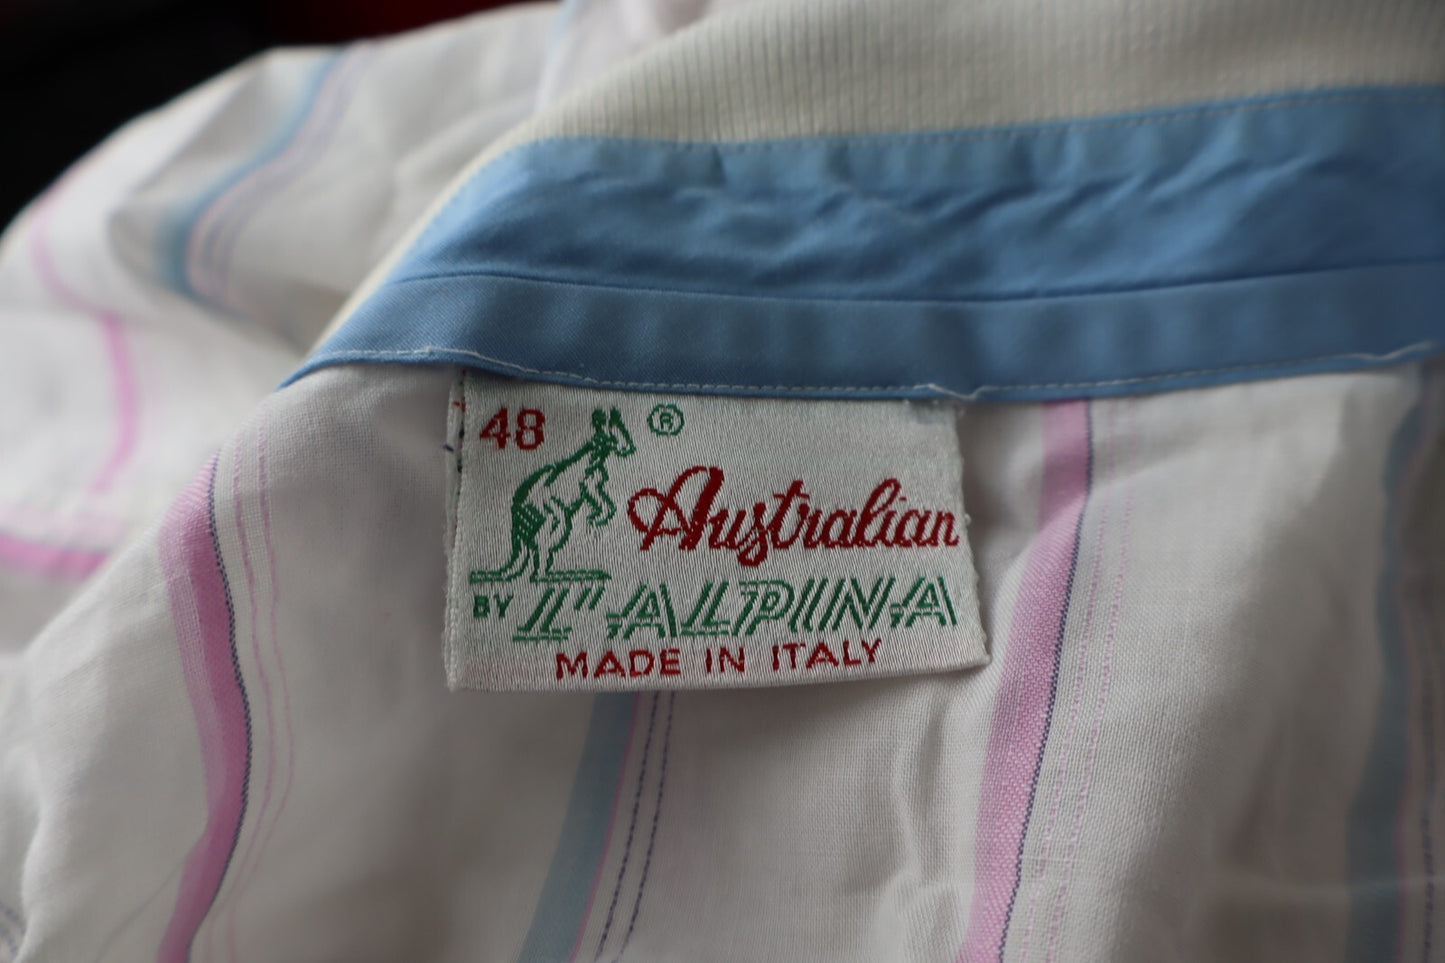 48 ®
Australian
BY L'ALPINA
MADE IN ITALY